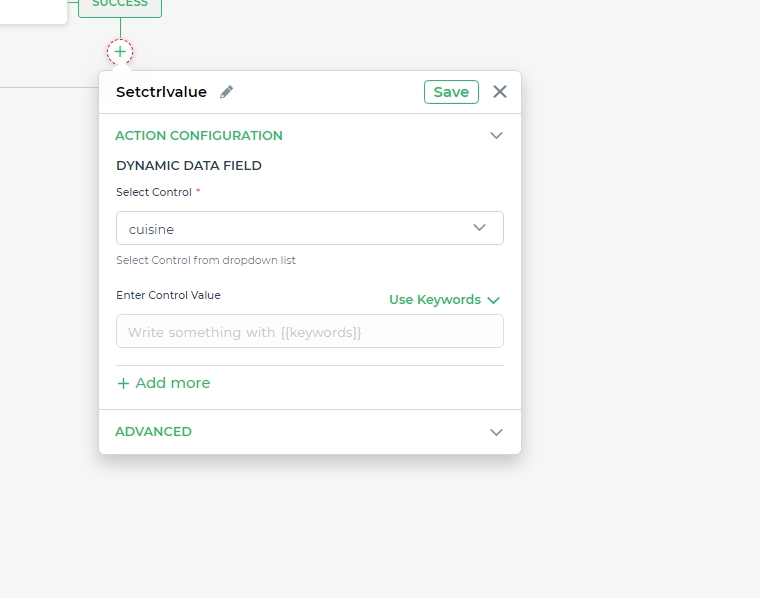 SUCCESS
Setctrlvalue
Save
ACTION CONFIGURATION
DYNAMIC DATA FIELD
Select Control *
cuisine
Select Control from dropdown list
Enter Control Value
Use Keywords
Write something with {{keywords}}
+ Add more
ADVANCED